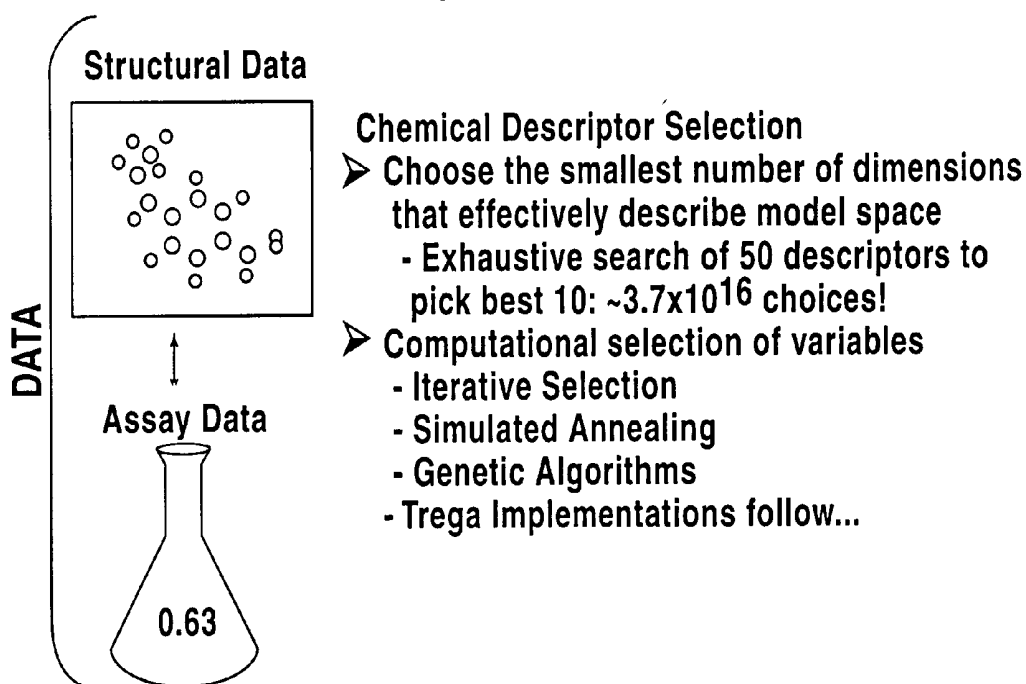 DATA
Structural Data
Assay Data
0.63
Chemical Descriptor Selection
➢ Choose the smallest number of dimensions
that effectively describe model space
- Exhaustive search of 50 descriptors to
pick best 10: ~3.7x10^16 choices!
➢ Computational selection of variables
- Iterative Selection
- Simulated Annealing
- Genetic Algorithms
- Trega Implementations follow...